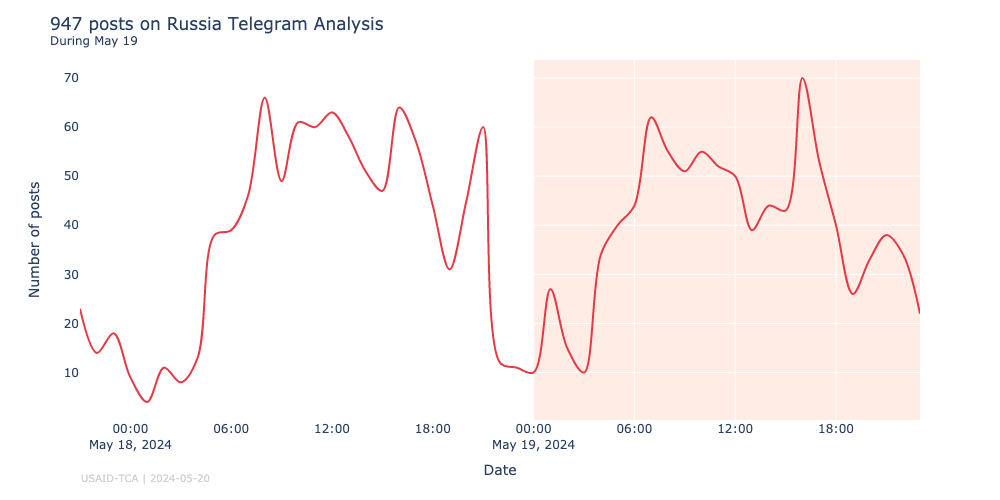 947 posts on Russia Telegram Analysis
During May 19
70
60
50
40
30
20
10
Number of posts
00:00 06:00 12:00 18:00 00:00 06:00 12:00 18:00
May 18, 2024 May 19, 2024
Date
USAID-TCA | 2024-05-20